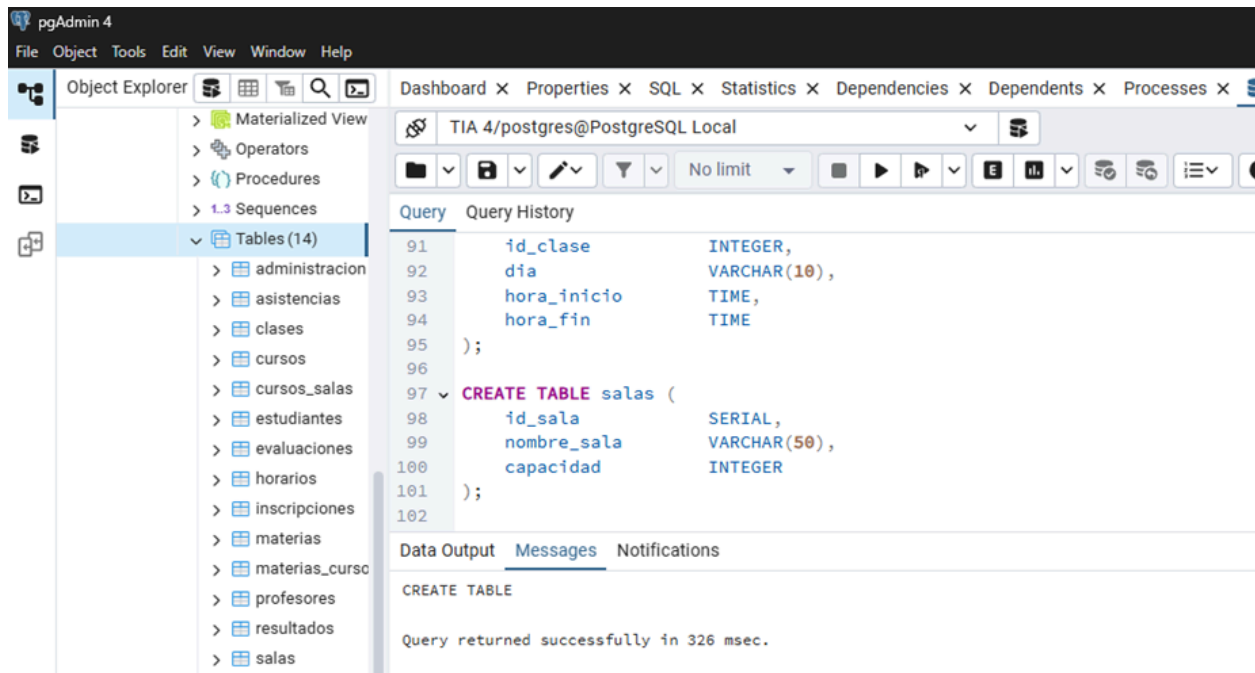 pgAdmin 4
File Object Tools Edit View Window Help
Object Explorer
Dashboard Properties SQL Statistics Dependencies Dependents Processes
Materialized View
Operators
Procedures
1..3 Sequences
Tables (14)
administracion
asistencias
clases
cursos
cursos_salas
estudiantes
evaluaciones
horarios
inscripciones
materias
materias_curso
profesores
resultados
salas
TIA 4/postgres@PostgreSQL Local
No limit
E
Query Query History
91 id_clase INTEGER,
92 dia VARCHAR(10),
93 hora_inicio TIME,
94 hora_fin TIME
95 );
96
97 CREATE TABLE salas (
98 id_sala SERIAL,
99 nombre_sala VARCHAR(50),
100 capacidad INTEGER
101 );
102
Data Output Messages Notifications
CREATE TABLE
Query returned successfully in 326 msec.